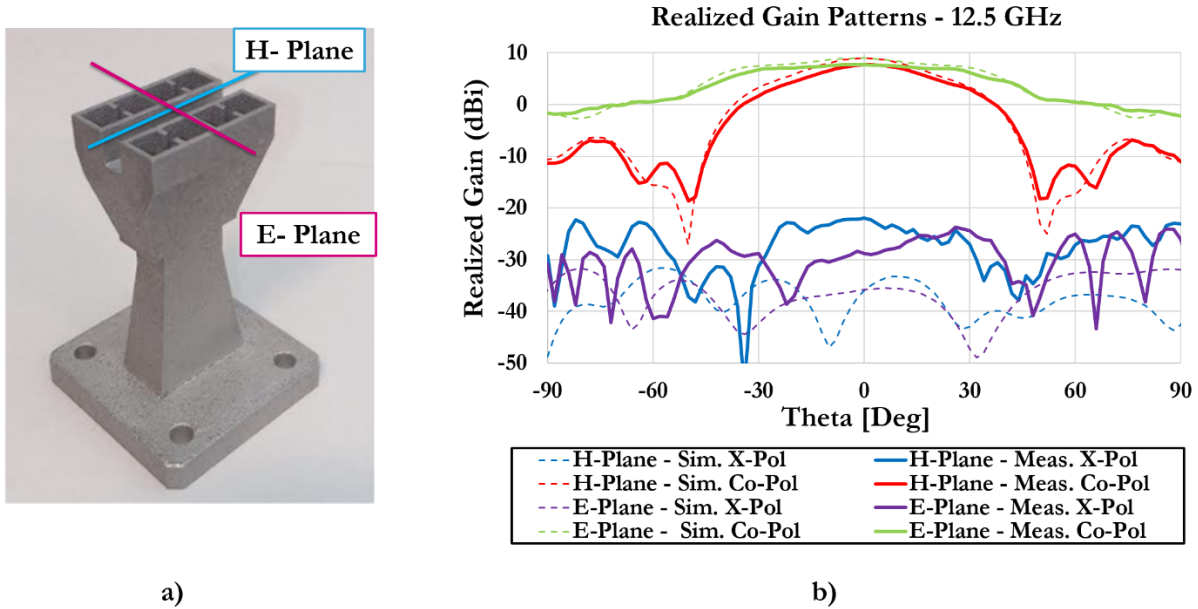 H- Plane
E- Plane
a)
Realized Gain Patterns - 12.5 GHz
Realized Gain (dBi)
10
0
-10
-20
-30
-40
-50
-90
-60
-30
0
30
60
90
Theta [Deg]
H-Plane - Sim. X-Pol
H-Plane - Meas. X-Pol
H-Plane - Sim. Co-Pol
H-Plane - Meas. Co-Pol
E-Plane - Sim. X-Pol
E-Plane - Meas. X-Pol
E-Plane -  Sim. Co-Pol
E-Plane - Meas. Co-Pol
b)